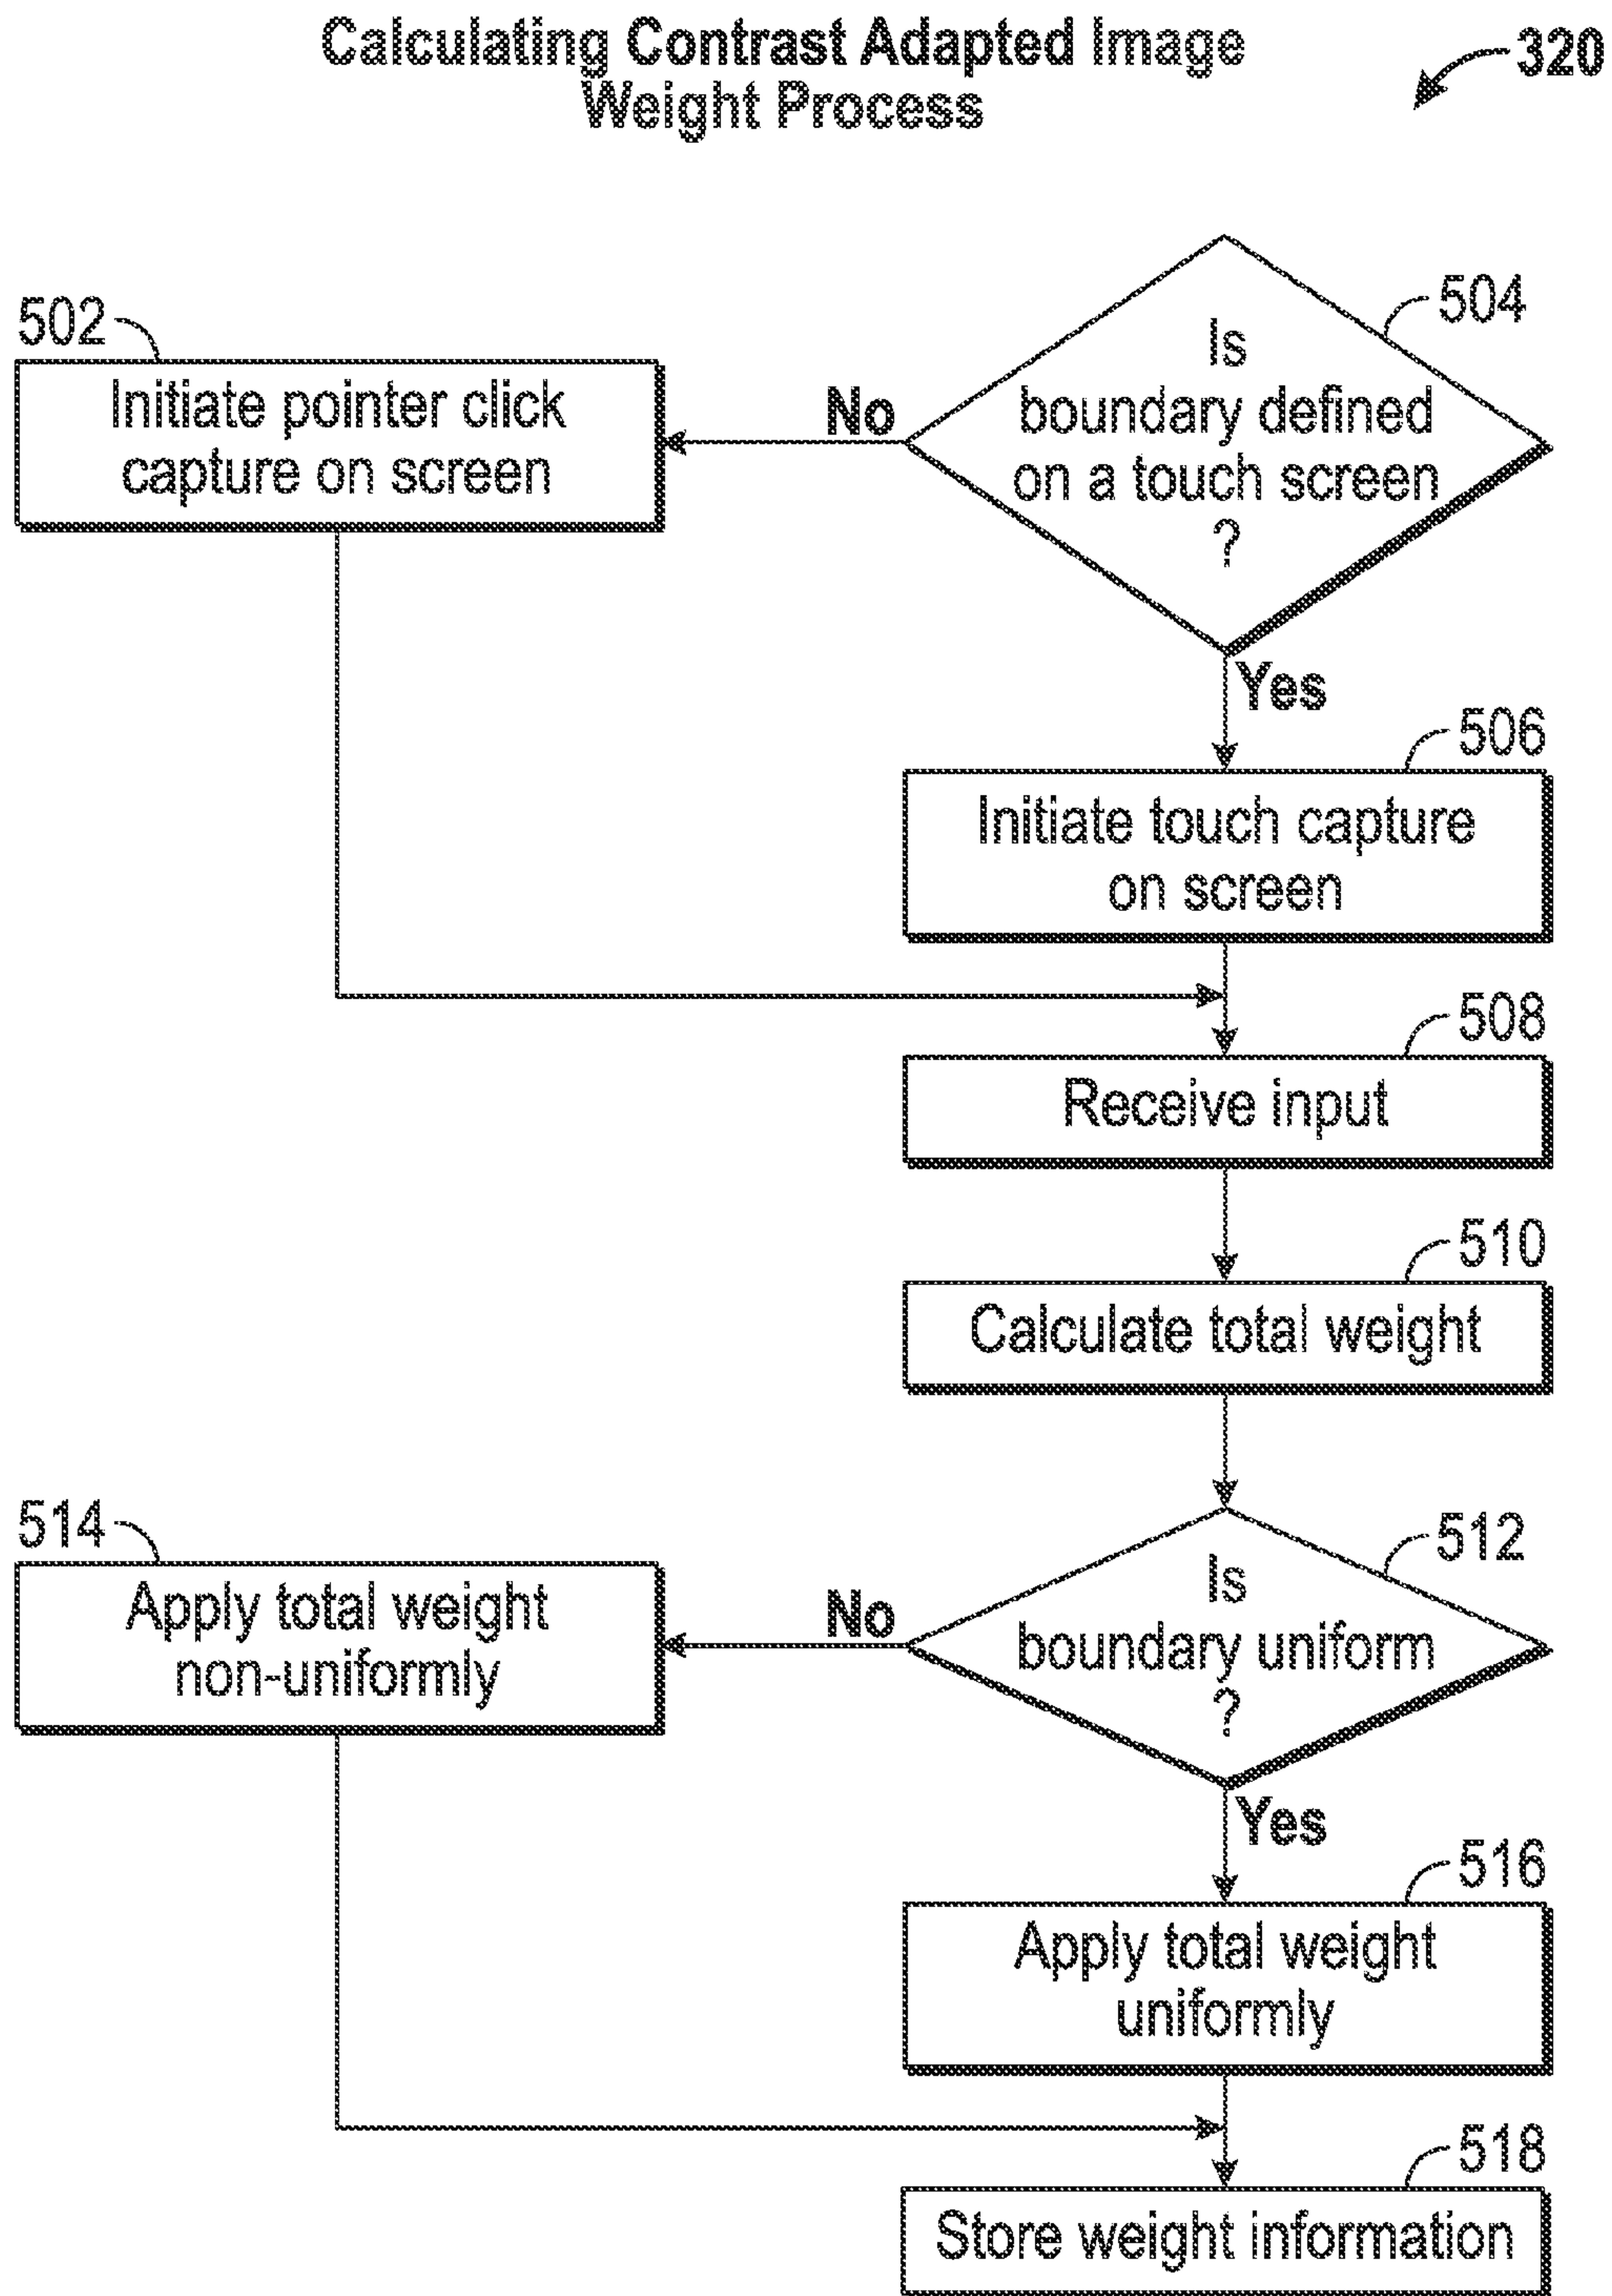 Calculating Contrast Adapted Image
Weight Process
320
504
Is
boundary defined
on a touch screen
?
No
502
Initiate pointer click
capture on screen
Yes
506
Initiate touch capture
on screen
508
Receive input
510
Calculate total weight
512
Is
boundary uniform
?
No
514
Apply total weight
non-uniformly
Yes
516
Apply total weight
uniformly
518
Store weight information